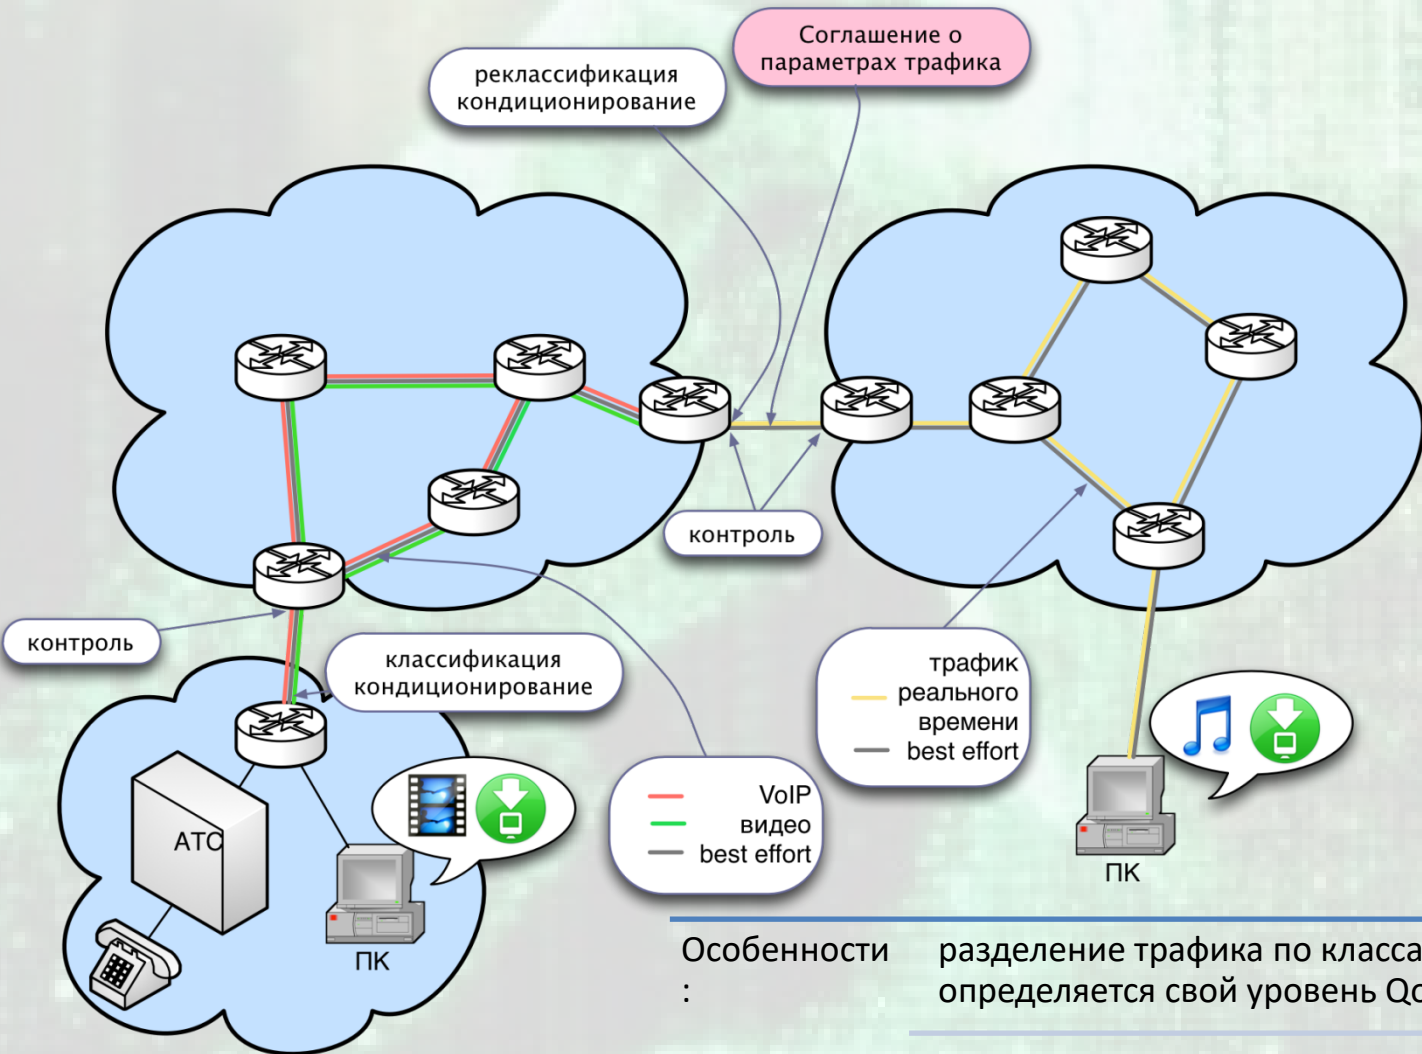 Соглашение о
параметрах трафика
реклассификация
кондиционирование
контроль
контроль
классификация
кондиционирование
трафик
реального
времени
best effort
VoIP
видео
best effort
АТС
ПК
ПК
Особенности
:
разделение трафика по класса
определяется свой уровень Qo